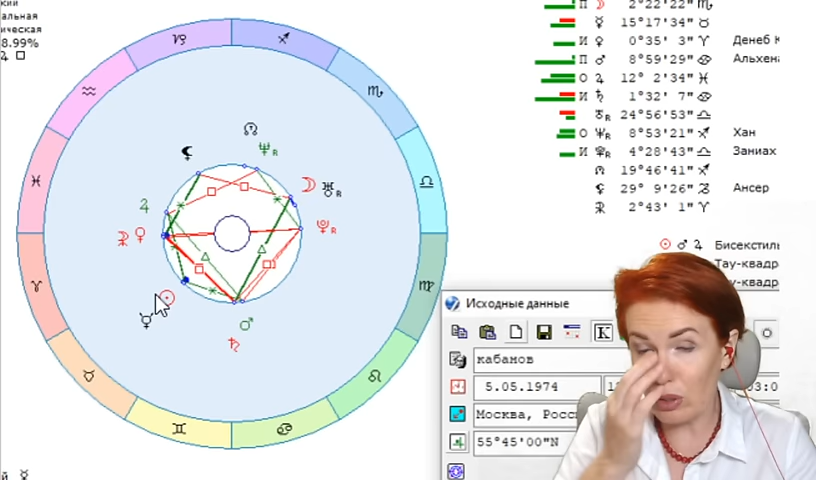 альная
ическая
8.99%
П 2°22'22"
15°17'34"
И 0°35' 3" Денеб К
П 8°59'29" Альхена
О 12° 2'34"
И 1°32' 7"
R 24°56'53
О R 8°53'21 Хан
И R 4°28'43 Заниах
19°46'41
29° 9'26 Ансер
2°43' 1"
Бисекстиль
Тау-квадр
Исходные данные
K
кабанов
5.05.1974
Москва, Росс
55°45'00"N
R
R
R